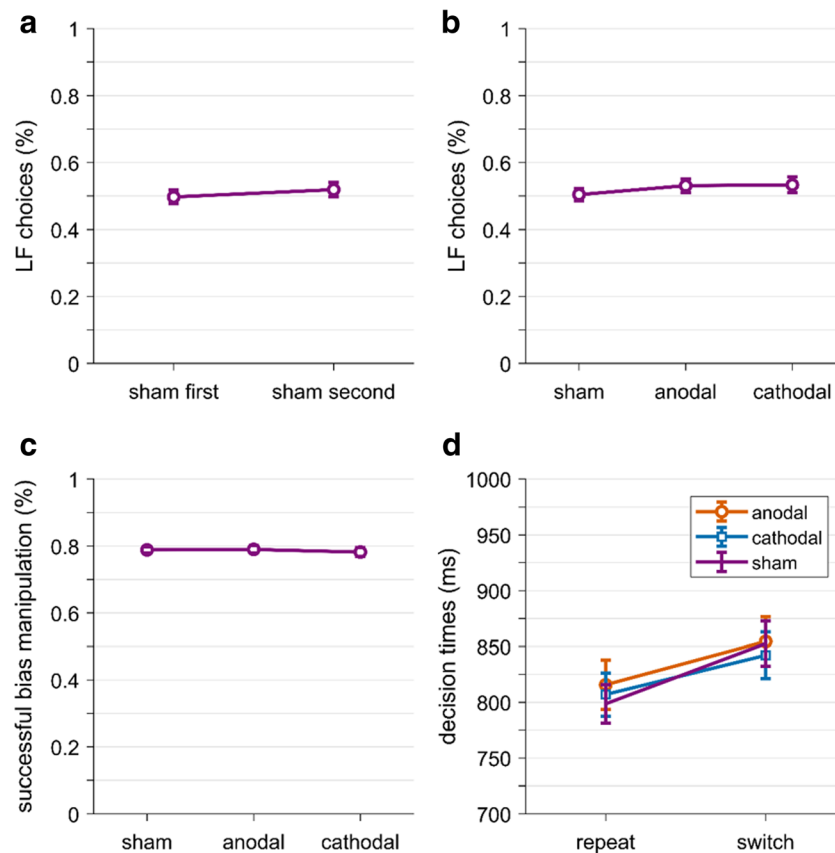 a
LF choices (%)
1
0.8
0.6
0.4
0.2
0
sham first sham second
b
LF choices (%)
1
0.8
0.6
0.4
0.2
0
sham anodal cathodal
c
successful bias manipulation (%)
1
0.8
0.6
0.4
0.2
0
sham anodal cathodal
d
decision times (ms)
1000
950
900
850
800
750
700
anodal
cathodal
sham
repeat switch